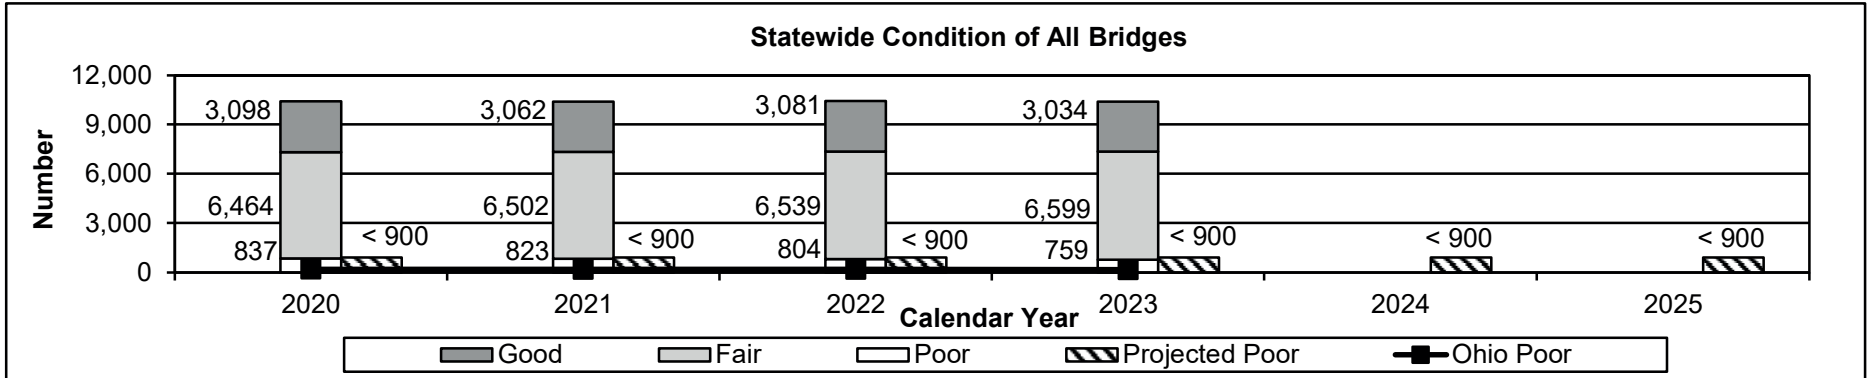 Statewide Condition of All Bridges
Number
12,000
9,000
6,000
3,000
0
3,098 3,062 3,081 3,034
6,464 6,502 6,539 6,599
837 < 900 823 < 900 804 < 900 759 < 900 < 900 < 900
2020 2021 2022 2023 2024 2025
Calendar Year
Good Fair Poor Projected Poor Ohio Poor